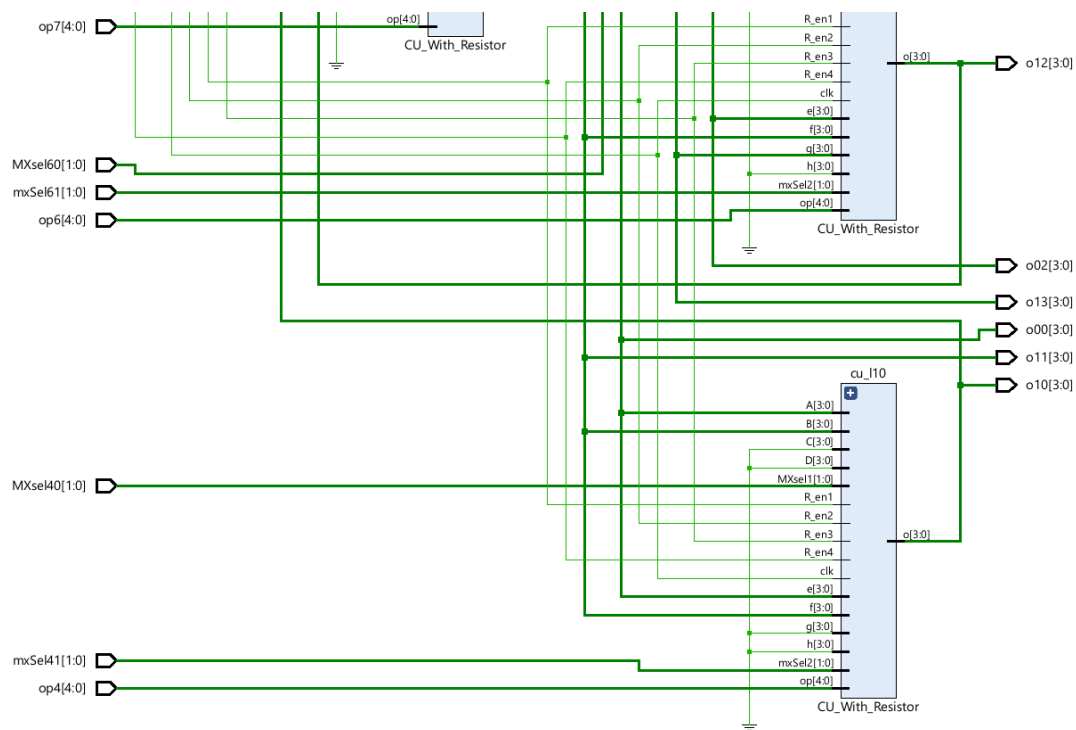 op7[4:0]
op[4:0]
CU_With_Resistor
R_en1
R_en2
R_en3
R_en4
clk
e[3:0]
f[3:0]
g[3:0]
h[3:0]
mxSel2[1:0]
op[4:0]
CU_With_Resistor
o[3:0]
o12[3:0]
MXsel60[1:0]
mxSel61[1:0]
op6[4:0]
o02[3:0]
o13[3:0]
o00[3:0]
o11[3:0]
o10[3:0]
cu_l10
A[3:0]
B[3:0]
C[3:0]
D[3:0]
MXsel1[1:0]
R_en1
R_en2
R_en3
R_en4
clk
e[3:0]
f[3:0]
g[3:0]
h[3:0]
mxSel2[1:0]
op[4:0]
CU_With_Resistor
o[3:0]
MXsel40[1:0]
mxSel41[1:0]
op4[4:0]